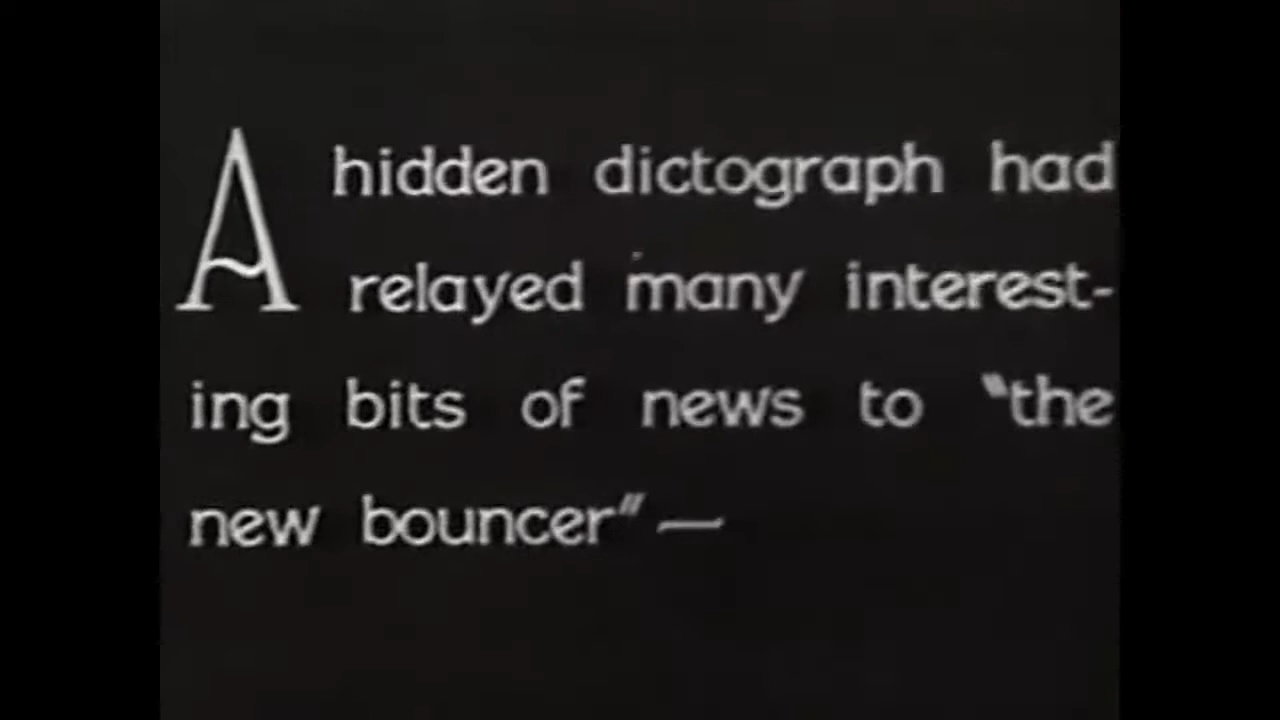 A hidden dictograph had
relayed many interest-
ing bits of news to “the
new bouncer” —